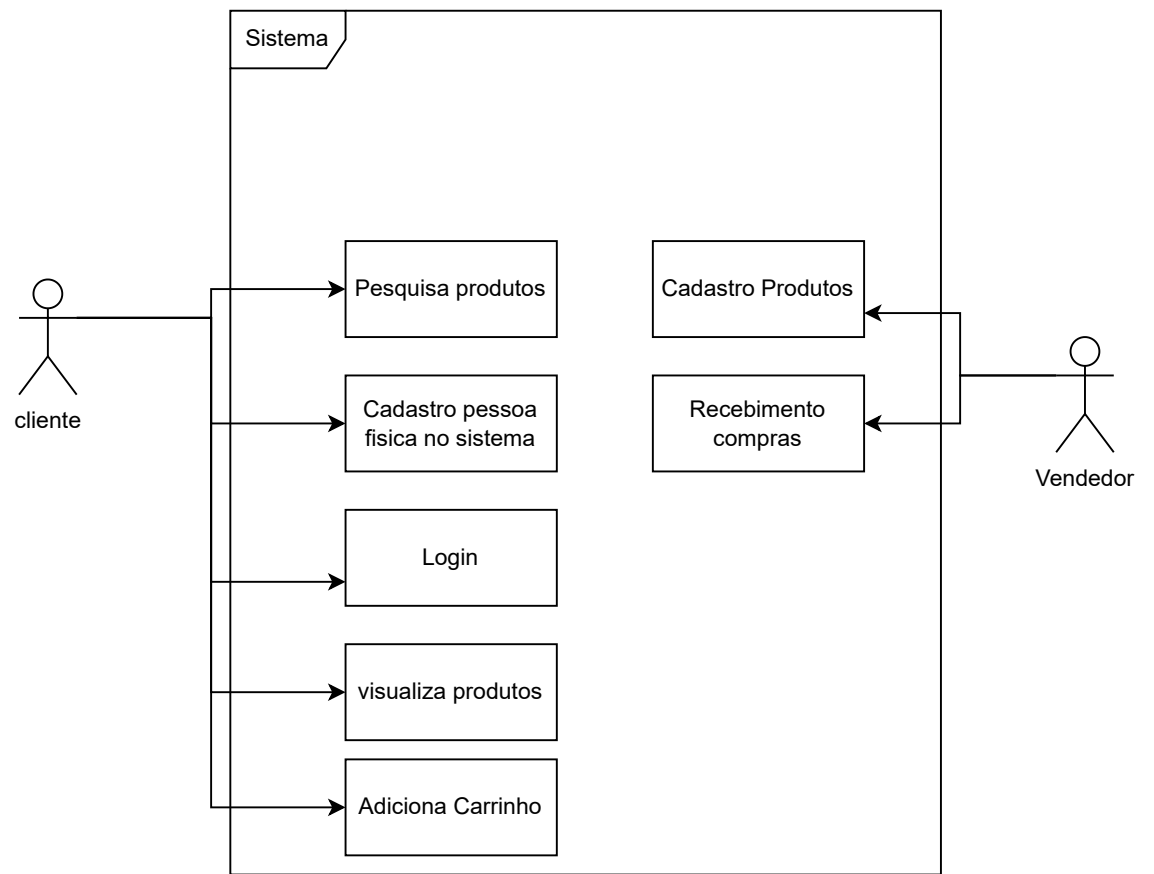 Sistema
Pesquisa produtos
Cadastro Produtos
cliente
Cadastro pessoa
fisica no sistema
Recebimento
compras
Vendedor
Login
visualiza produtos
Adiciona Carrinho